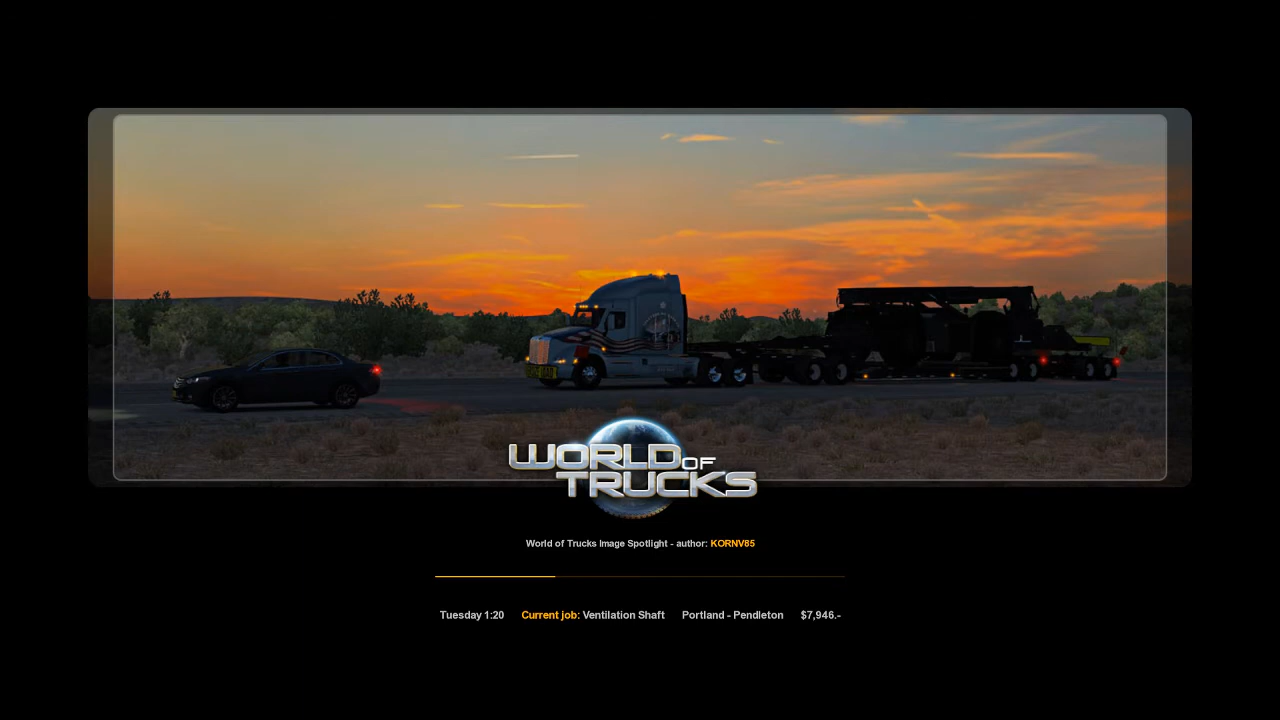 WORLD OF
TRUCKS
World of Trucks Image Spotlight - author: KORNV85
Tuesday 1:20 Current job: Ventilation Shaft Portland - Pendleton $7,946.-